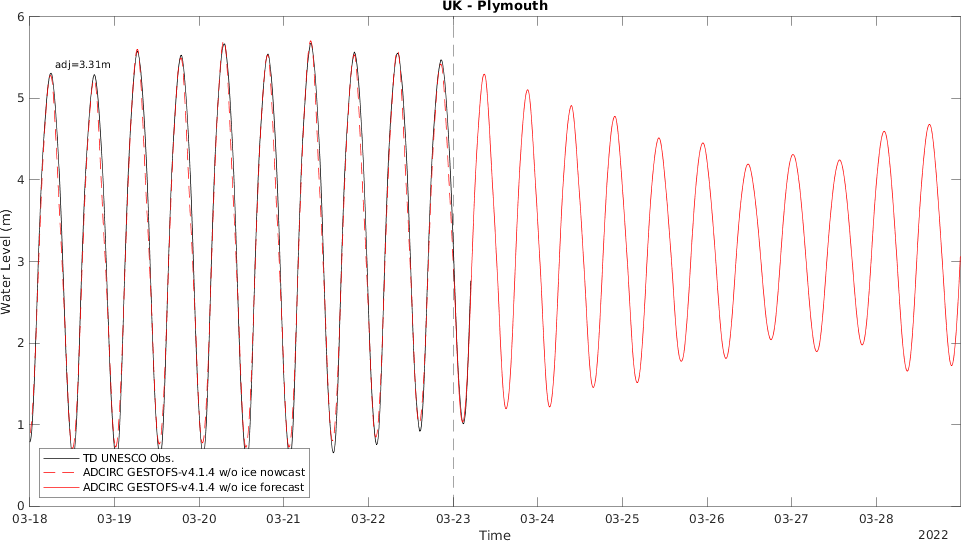 UK - Plymouth
6
adj=3.31m
5
4
3
2
1
0
Water Level (m)
TD UNESCO Obs.
ADCIRC GESTOFS-v4.1.4 w/o ice nowcast
ADCIRC GESTOFS-v4.1.4 w/o ice forecast
03-18 03-19 03-20 03-21 03-22 03-23 03-24 03-25 03-26 03-27 03-28
Time
2022